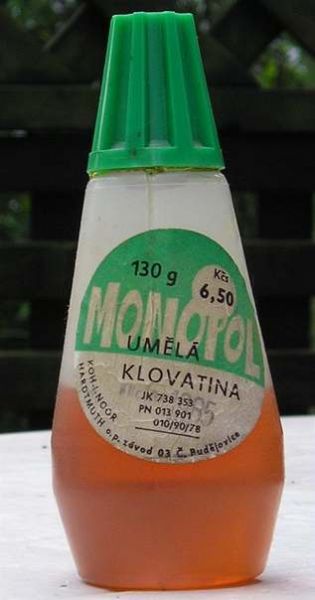 130 g
Kčs
6,50
MONOPOL
UMĚLÁ
KLOVATINA
JK 738 353
PN 013 901
010/90/78
KOH-I-NOOR
HARDTMUTH o.p. závod 03 Č. Budějovice